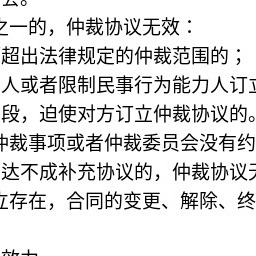 之一的，仲裁协议无效：
超出法律规定的仲裁范围的；
人或者限制民事行为能力人订立
段，迫使对方订立仲裁协议的。
仲裁事项或者仲裁委员会没有约
达不成补充协议的，仲裁协议无
立存在，合同的变更、解除、终